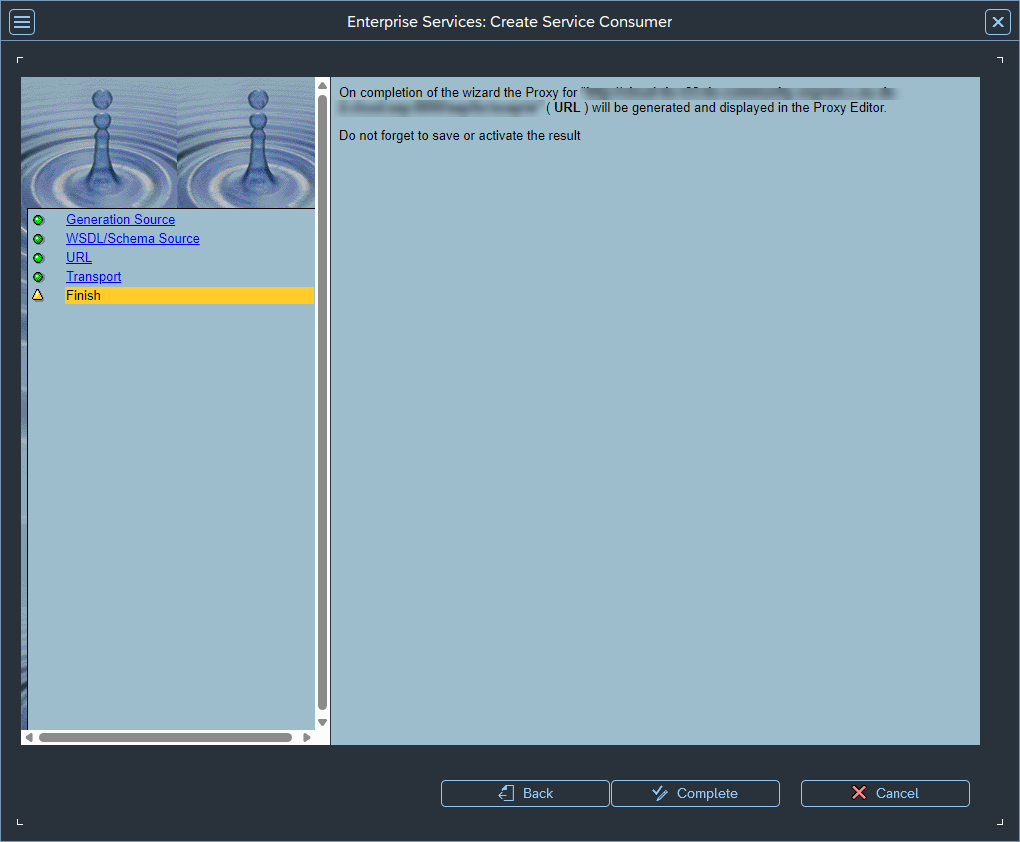 Enterprise Services: Create Service Consumer
On completion of the wizard the Proxy for "
( URL ) will be generated and displayed in the Proxy Editor.
Do not forget to save or activate the result
Generation Source
WSDL/Schema Source
URL
Transport
Finish
Back
Complete
Cancel